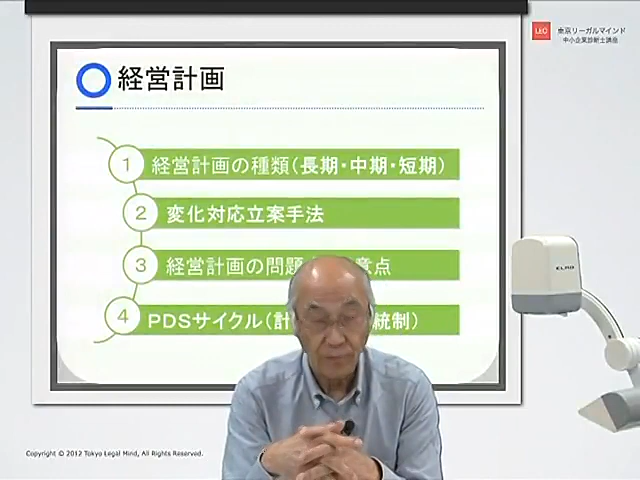 LEC 東京リーガルマインド
中小企業診断士講座
経営計画
1 経営計画の種類(長期・中期・短期)
2 変化対応立案手法
3 経営計画の問題 意点
4 PDSサイクル(計 統制)
ELMO
Copyright © 2012 Tokyo Legal Mind, All Rights Reserved.